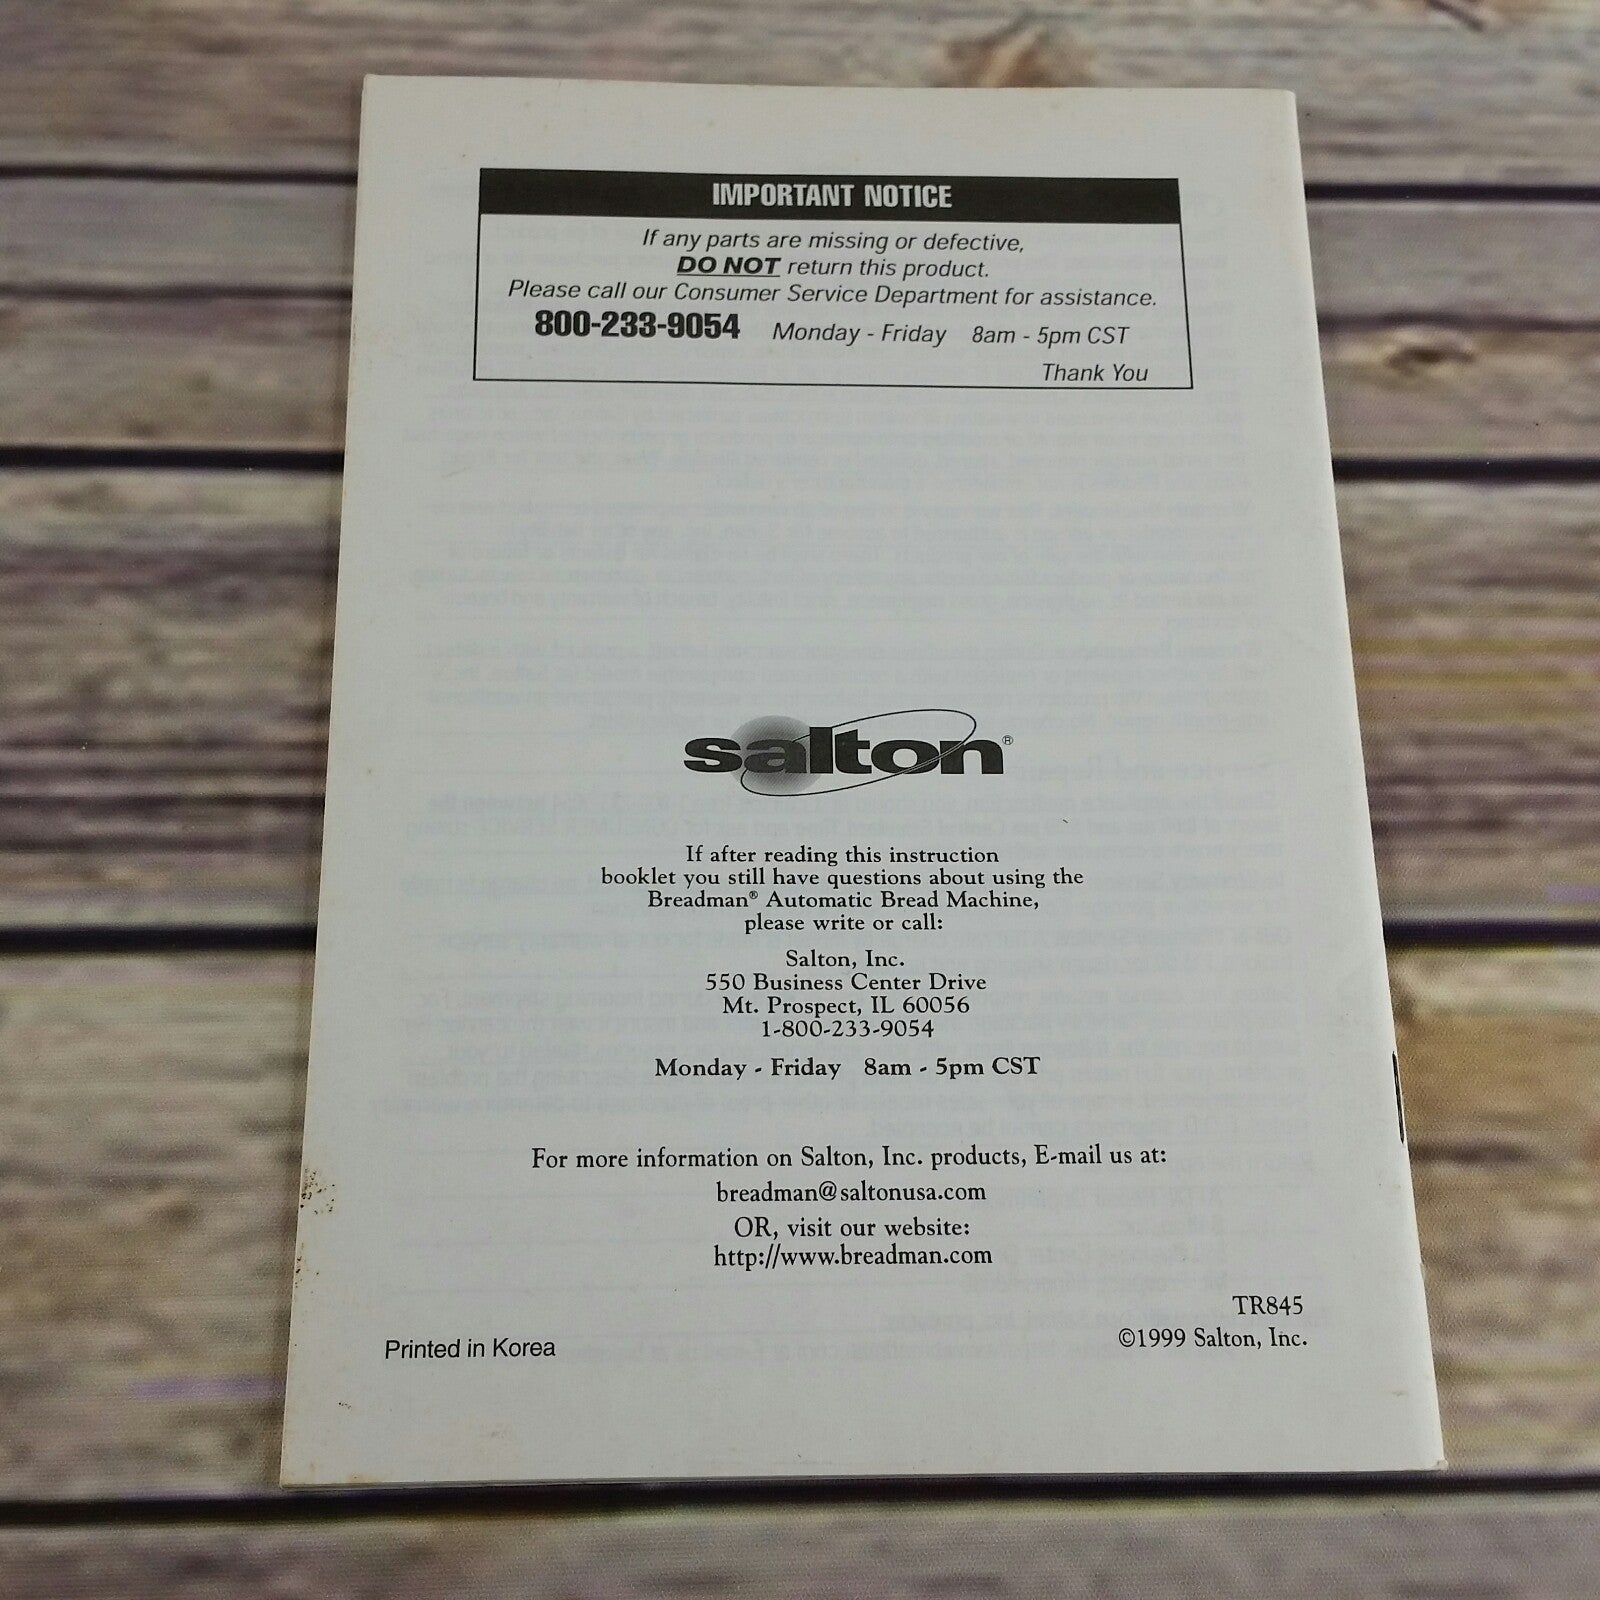 IMPORTANT NOTICE
If any parts are missing or defective,
DO NOT return this product.
Please call our Consumer Service Department for assistance.
800-233-9054 Monday - Friday 8am - 5pm CST
Thank You
salton®
If after reading this instruction
booklet you still have questions about using the
Breadman® Automatic Bread Machine,
please write or call:
Salton, Inc.
550 Business Center Drive
Mt. Prospect, IL 60056
1-800-233-9054
Monday - Friday 8am - 5pm CST
For more information on Salton, Inc. products, E-mail us at:
breadman@saltonusa.com
OR, visit our website:
http://www.breadman.com
TR845
Printed in Korea
©1999 Salton, Inc.